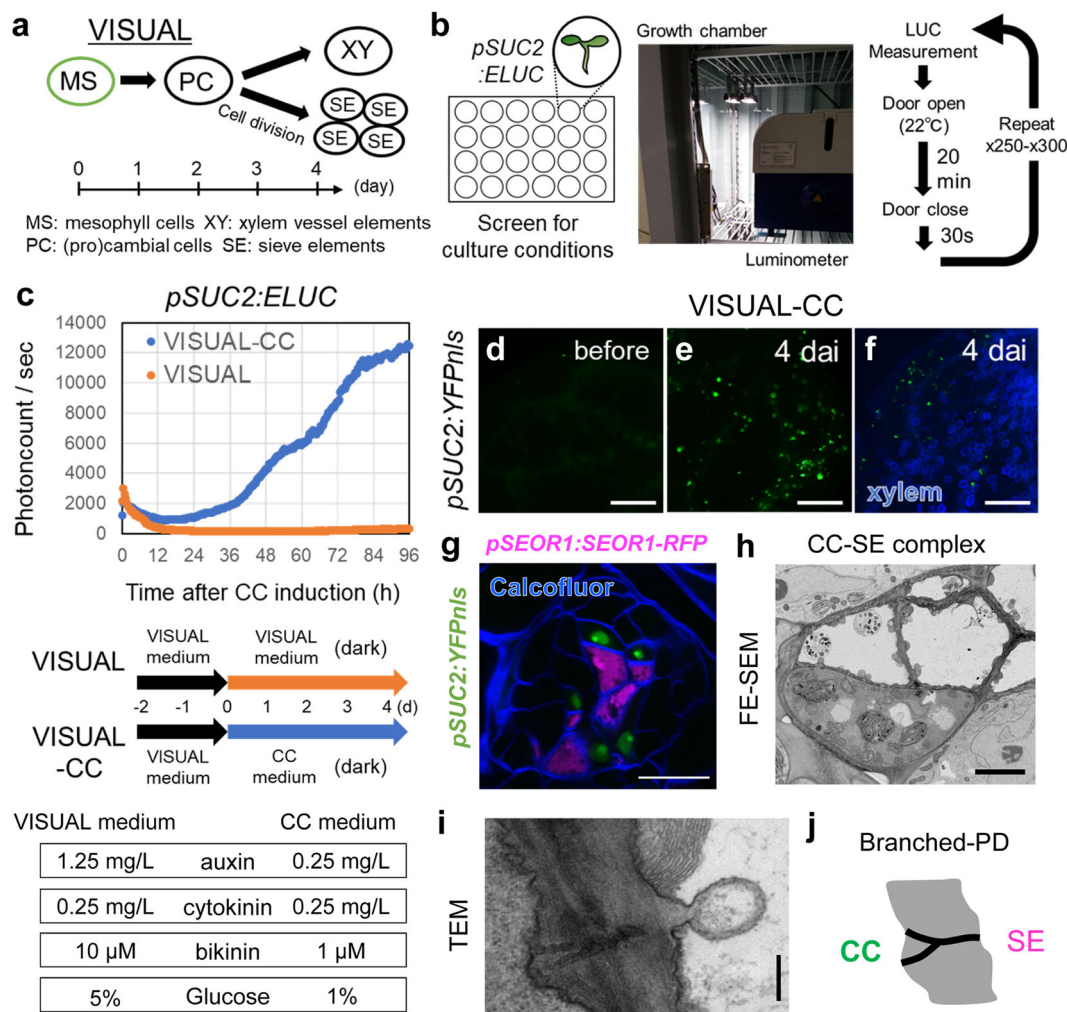 a
VISUAL
MS
PC
XY
SE
SE
SE
SE
Cell division
0 1 2 3 4 (day)
MS: mesophyll cells XY: xylem vessel elements
PC: (pro)cambial cells SE: sieve elements
b
pSUC2
:ELUC
Screen for
culture conditions
Growth chamber
Luminometer
LUC
Measurement
Door open
(22℃)
20
min
Door close
30s
Repeat
x250-x300
c
pSUC2:ELUC
Photoncount / sec
14000
12000
10000
8000
6000
4000
2000
0
VISUAL-CC
VISUAL
0 12 24 36 48 60 72 84 96
Time after CC induction (h)
VISUAL
VISUAL
medium
VISUAL
medium
(dark)
-2 -1 0 1 2 3 4 (d)
VISUAL
-CC
VISUAL
medium
CC
medium
(dark)
VISUAL medium CC medium
1.25 mg/L auxin 0.25 mg/L
0.25 mg/L cytokinin 0.25 mg/L
10 μM bikinin 1 μM
5% Glucose 1%
VISUAL-CC
pSUC2:YFPnls
d before
e 4 dai
f 4 dai
xylem
g
pSEOR1:SEOR1-RFP
pSUC2:YFPnls
Calcofluor
h
CC-SE complex
FE-SEM
i
TEM
j
Branched-PD
CC
SE